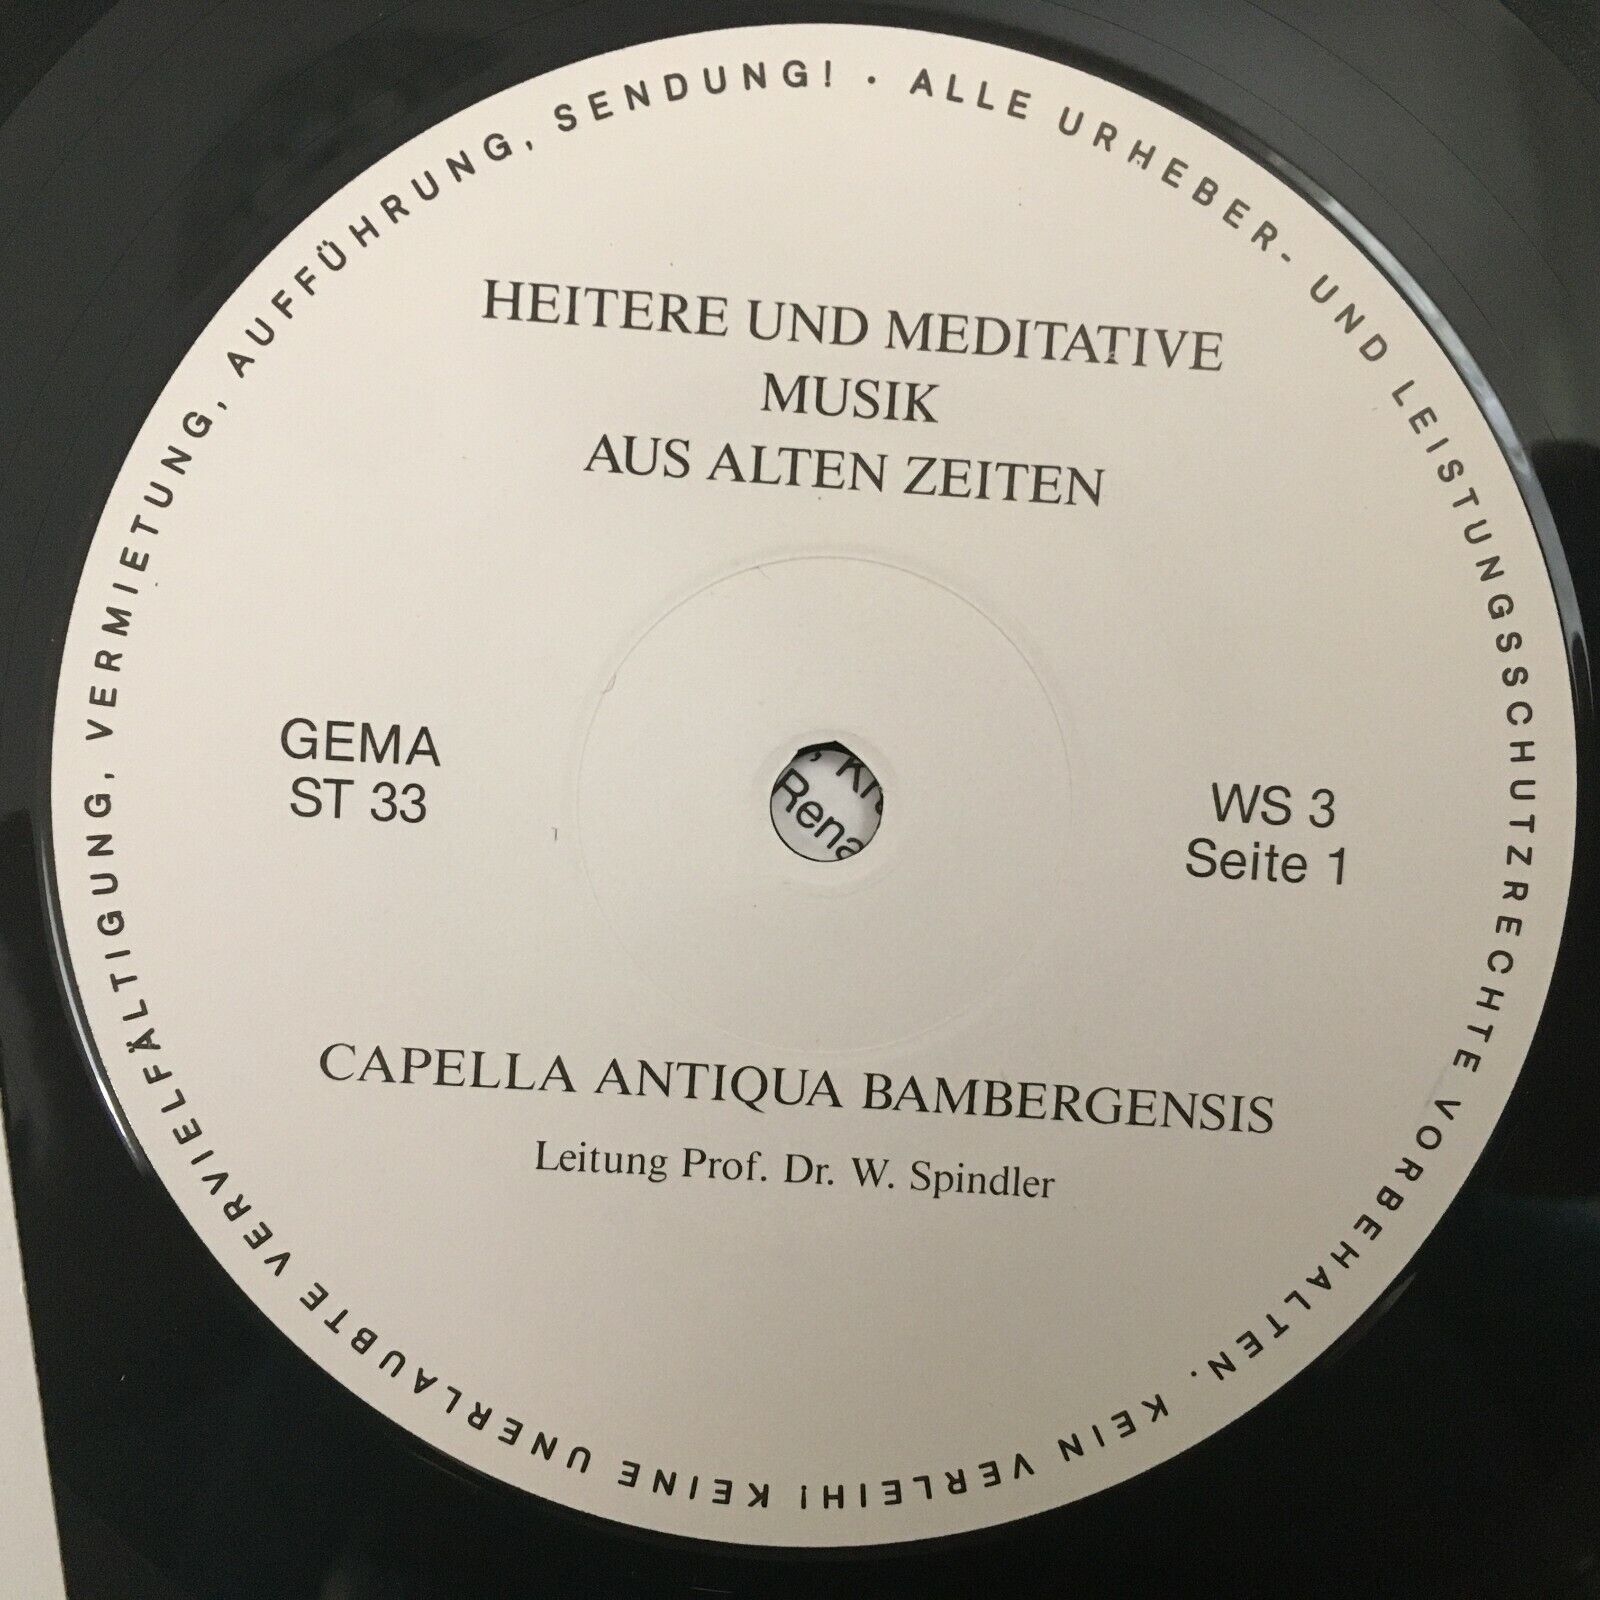 ALLE URHEBER- UND LEISTUNGSSCHUTZRECHTE VORBEHALTEN. KEIN VERLEIH! KEINE UNERLAUBTE VERVIELFÄLTIGUNG, VERMIETUNG, AUFFÜHRUNG, SENDUNG! ·
HEITERE UND MEDITATIVE
MUSIK
AUS ALTEN ZEITEN
GEMA
ST 33
WS 3
Seite 1
CAPELLA ANTIQUA BAMBERGENSIS
Leitung Prof. Dr. W. Spindler